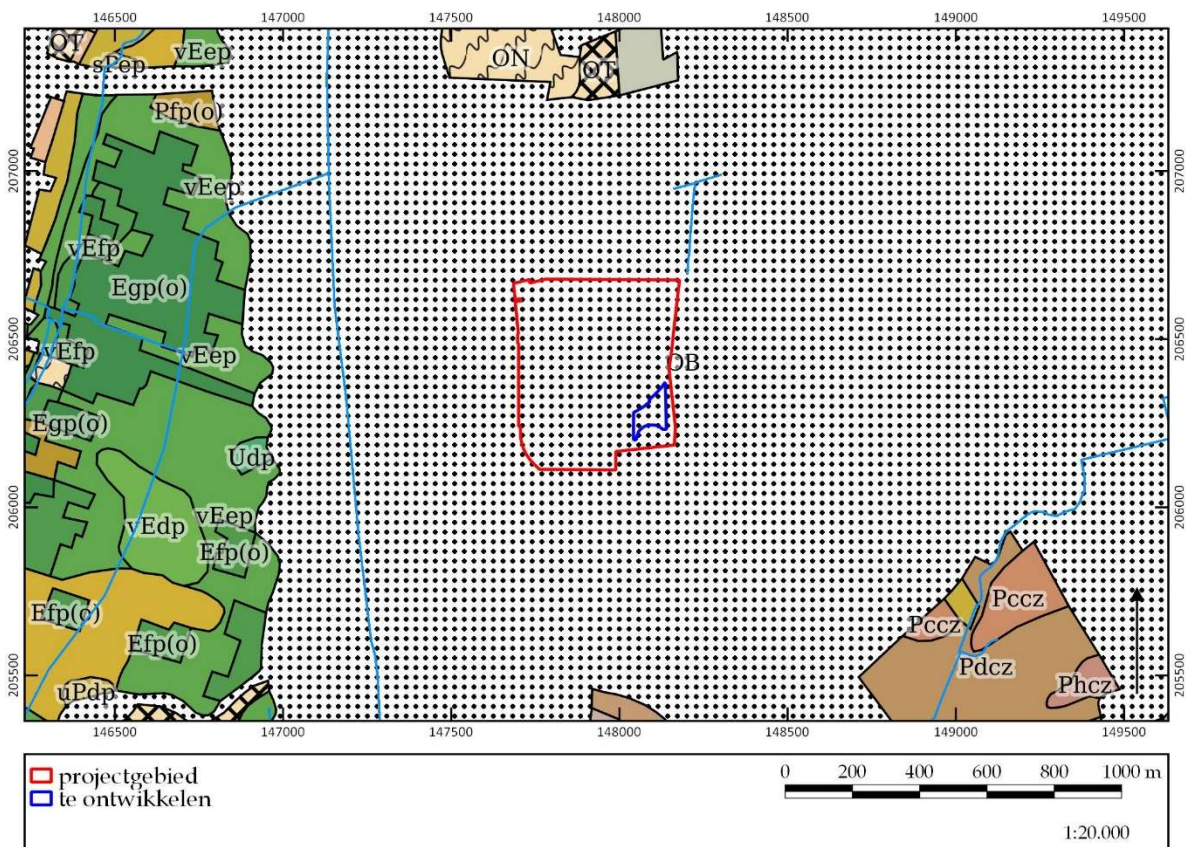 146500 147000 147500 148000 148500 149000 149500
OT
sPep
vEep
ON
OT
Pfp(o)
207000
207000
vEep
vEfp
Egp(o)
206500
206500
vEfp
vEep
OB
Egp(o)
Udp
206000
206000
vEdp
vEep
Efp(o)
Efp(o)
Efp(o)
Pccz
Pccz
Pdcz
Phcz
uPdp
205500
205500
146500 147000 147500 148000 148500 149000 149500
projectgebied
te ontwikkelen
0 200 400 600 800 1000 m
1:20.000